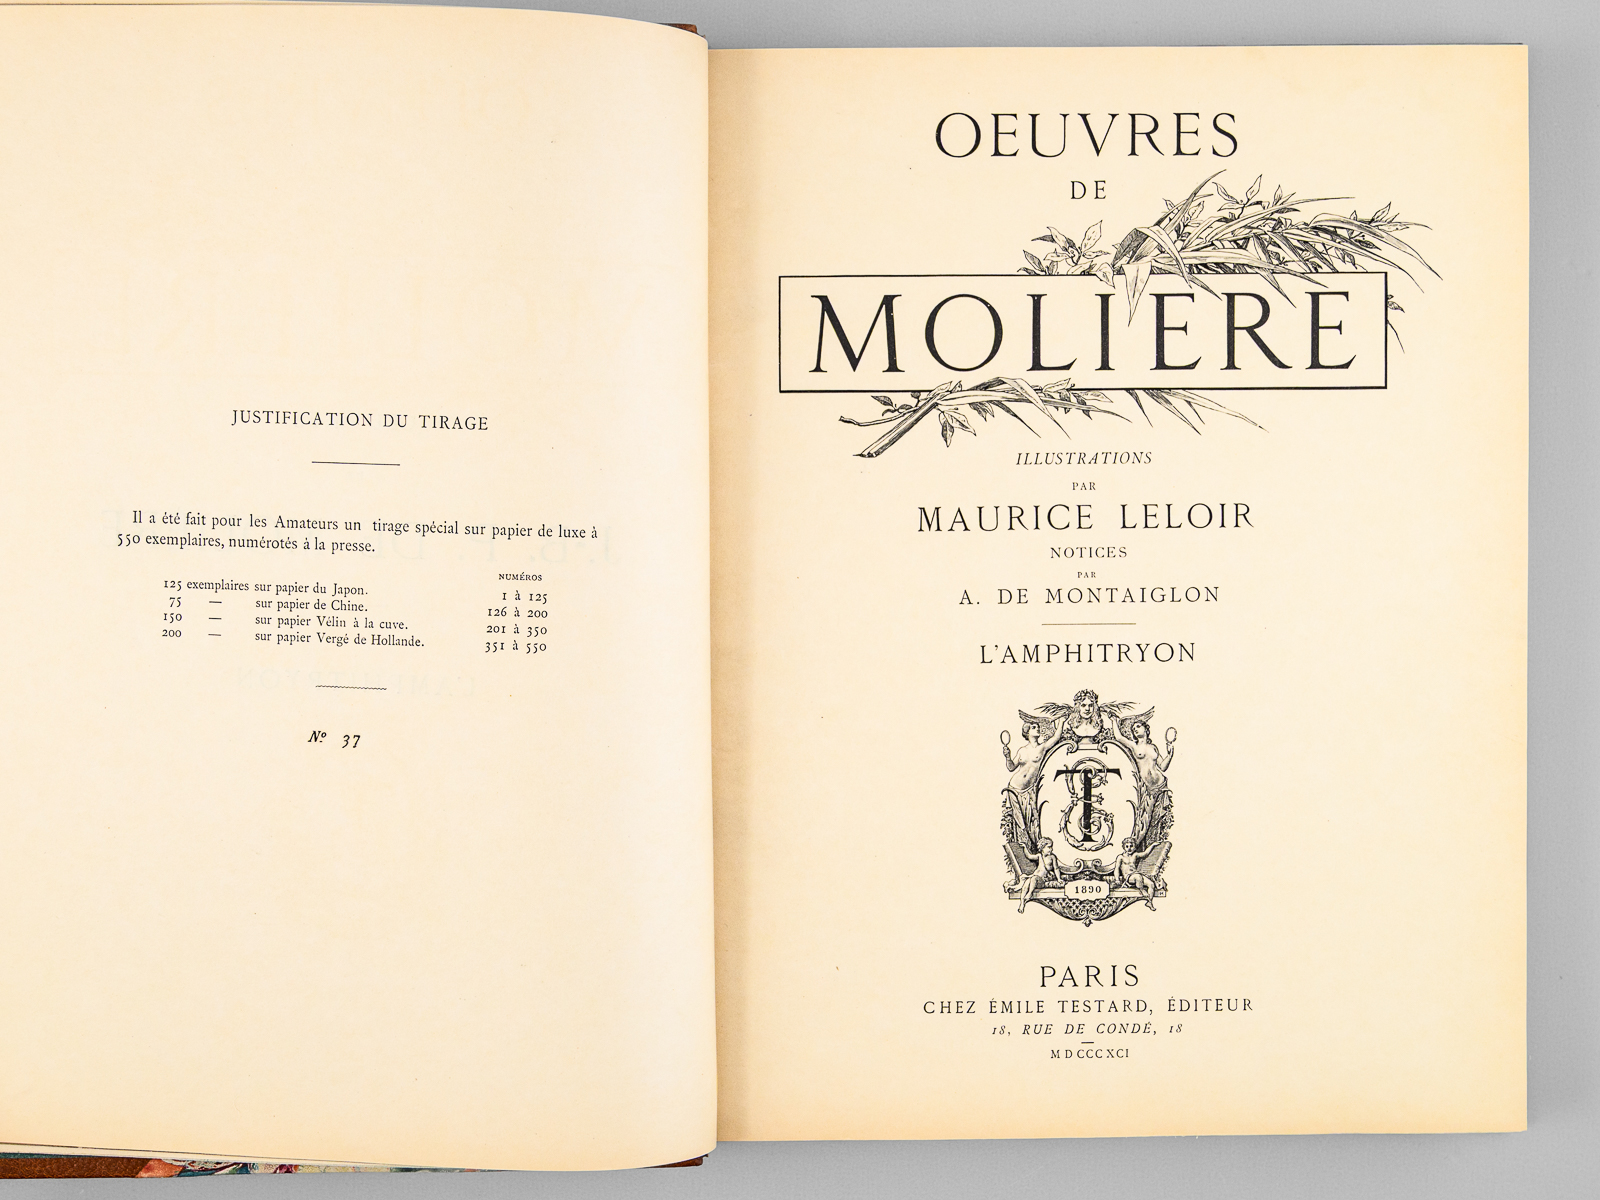 JUSTIFICATION DU TIRAGE
Il a été fait pour les Amateurs un tirage spécial sur papier de luxe à
550 exemplaires, numérotés à la presse.
NUMÉROS
125 exemplaires sur papier du Japon. 1 à 125
75 — sur papier de Chine. 126 à 200
150 — sur papier Vélin à la cuve. 201 à 350
200 — sur papier Vergé de Hollande. 351 à 550
Nº 37
OEUVRES
DE
MOLIERE
ILLUSTRATIONS
PAR
MAURICE LELOIR
NOTICES
PAR
A. DE MONTAIGLON
L'AMPHITRYON
1890
PARIS
CHEZ ÉMILE TESTARD, ÉDITEUR
18, RUE DE CONDÉ, 18
MDCCCXCI